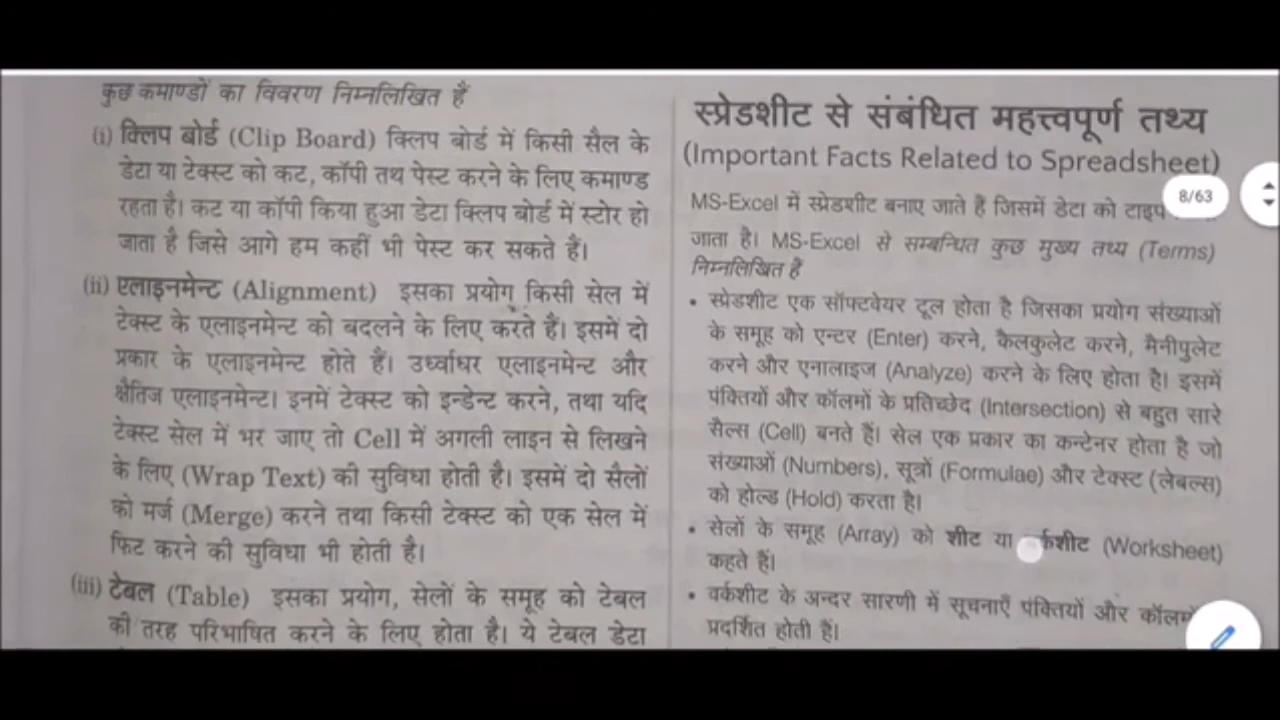 कुछ कमाण्डों का विवरण निम्नलिखित है
(i) क्लिप बोर्ड (Clip Board) क्लिप बोर्ड में किसी सैल के
डेटा या टेक्स्ट को कट, कॉपी तथ पेस्ट करने के लिए कमाण्ड
रहता है। कट या कॉपी किया हुआ डेटा क्लिप बोर्ड में स्टोर हो
जाता है जिसे आगे हम कहीं भी पेस्ट कर सकते हैं।
(ii) एलाइनमेन्ट (Alignment) इसका प्रयोग किसी सेल में
टेक्स्ट के एलाइनमेन्ट को बदलने के लिए करते हैं। इसमें दो
प्रकार के एलाइनमेन्ट होते हैं। उर्ध्वाधर एलाइनमेन्ट और
क्षैतिज एलाइनमेन्ट। इनमें टेक्स्ट को इन्डेन्ट करने, तथा यदि
टेक्स्ट सेल में भर जाए तो Cell में अगली लाइन से लिखने
के लिए (Wrap Text) की सुविधा होती है। इसमें दो सैलों
को मर्ज (Merge) करने तथा किसी टेक्स्ट को एक सेल में
फिट करने की सुविधा भी होती है।
(iii) टेबल (Table) इसका प्रयोग, सेलों के समूह को टेबल
की तरह परिभाषित करने के लिए होता है। ये टेबल डेटा
स्प्रेडशीट से संबंधित महत्त्वपूर्ण तथ्य
(Important Facts Related to Spreadsheet)
8/63
MS-Excel में स्प्रेडशीट बनाए जाते हैं जिसमें डेटा को टाइप
जाता है। MS-Excel से सम्बन्धित कुछ मुख्य तथ्य (Terms)
निम्नलिखित हैं
• स्प्रेडशीट एक सॉफ्टवेयर टूल होता है जिसका प्रयोग संख्याओं
के समूह को एन्टर (Enter) करने, कैलकुलेट करने, मैनीपुलेट
करने और एनालाइज (Analyze) करने के लिए होता है। इसमें
पंक्तियों और कॉलमों के प्रतिच्छेद (Intersection) से बहुत सारे
सैल्स (Cell) बनते हैं। सेल एक प्रकार का कन्टेनर होता है जो
संख्याओं (Numbers), सूत्रों (Formulae) और टेक्स्ट (लेबल्स)
को होल्ड (Hold) करता है।
• सेलों के समूह (Array) को शीट या र्कशीट (Worksheet)
कहते हैं।
• वर्कशीट के अन्दर सारणी में सूचनाएँ पंक्तियों और कॉलमों
प्रदर्शित होती हैं।